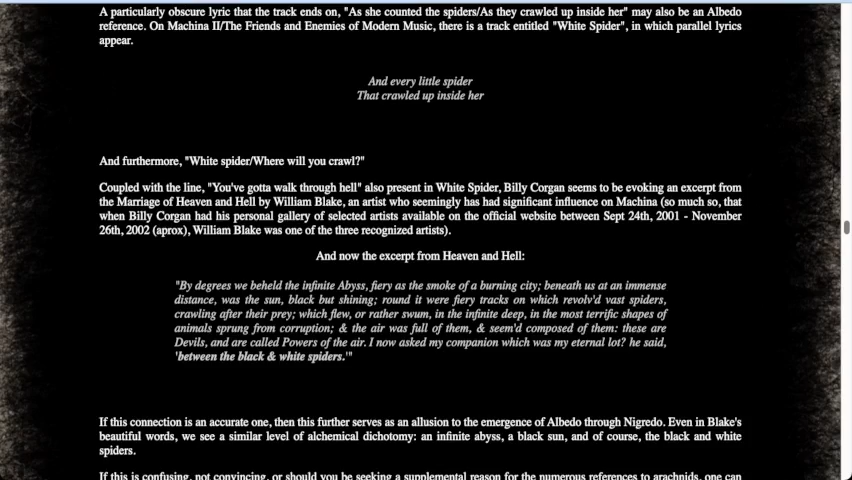 A particularly obscure lyric that the track ends on, "As she counted the spiders/As they crawled up inside her" may also be an Albedo
reference. On Machina II/The Friends and Enemies of Modern Music, there is a track entitled "White Spider", in which parallel lyrics
appear.
And every little spider
That crawled up inside her
And furthermore, "White spider/Where will you crawl?"
Coupled with the line, "You've gotta walk through hell" also present in White Spider, Billy Corgan seems to be evoking an excerpt from
the Marriage of Heaven and Hell by William Blake, an artist who seemingly has had significant influence on Machina (so much so, that
when Billy Corgan had his personal gallery of selected artists available on the official website between Sept 24th, 2001 - November
26th, 2002 (aprox), William Blake was one of the three recognized artists).
And now the excerpt from Heaven and Hell:
"By degrees we beheld the infinite Abyss, fiery as the smoke of a burning city; beneath us at an immense
distance, was the sun, black but shining; round it were fiery tracks on which revolv'd vast spiders,
crawling after their prey; which flew, or rather swum, in the infinite deep, in the most terrific shapes of
animals sprung from corruption; & the air was full of them, & seem'd composed of them: these are
Devils, and are called Powers of the air. I now asked my companion which was my eternal lot? he said,
'between the black & white spiders.'"
If this connection is an accurate one, then this further serves as an allusion to the emergence of Albedo through Nigredo. Even in Blake's
beautiful words, we see a similar level of alchemical dichotomy: an infinite abyss, a black sun, and of course, the black and white
spiders.
If this is confusing, not convincing, or should you be seeking a supplemental reason for the numerous references to arachnids, one can